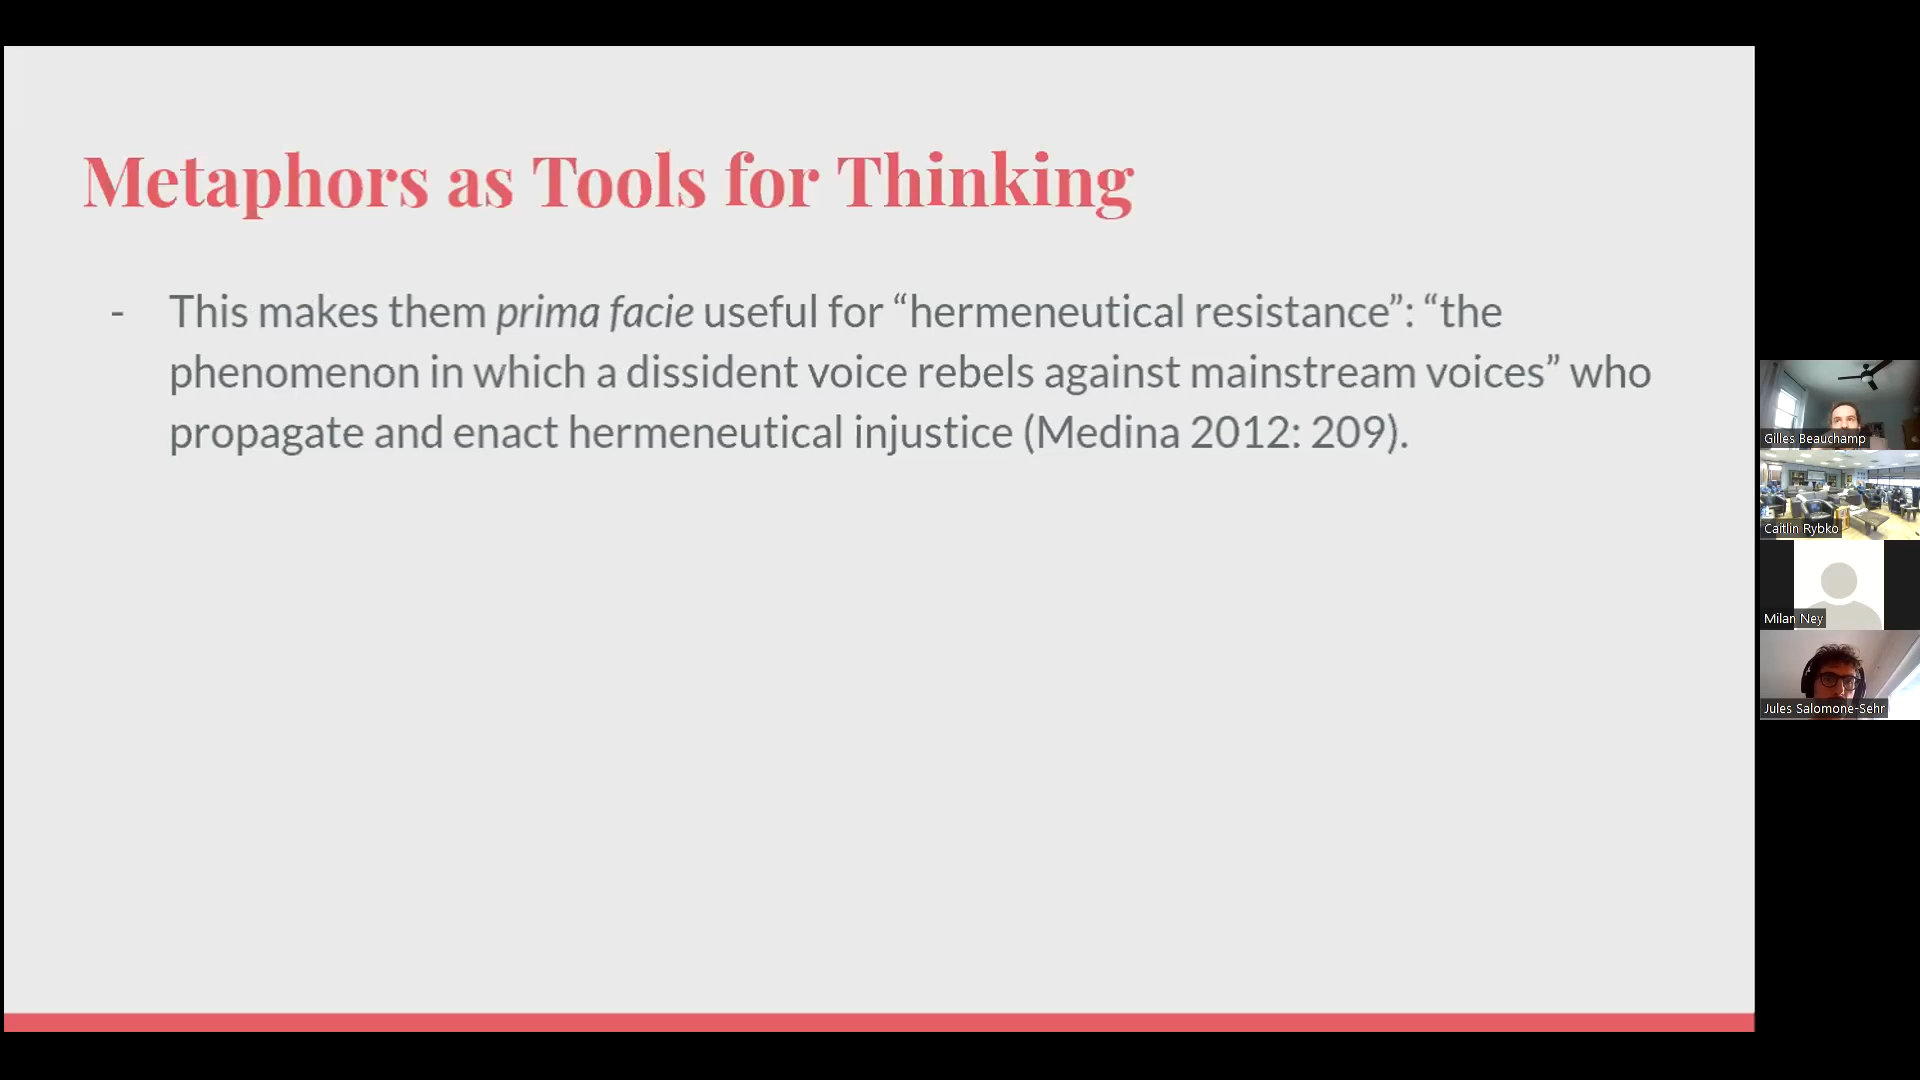 Metaphors as Tools for Thinking
- This makes them prima facie useful for “hermeneutical resistance”: “the
phenomenon in which a dissident voice rebels against mainstream voices” who
propagate and enact hermeneutical injustice (Medina 2012: 209).
Gilles Beauchamp
Caitlin Rybko
Milan Ney
Jules Salomone-Sehr